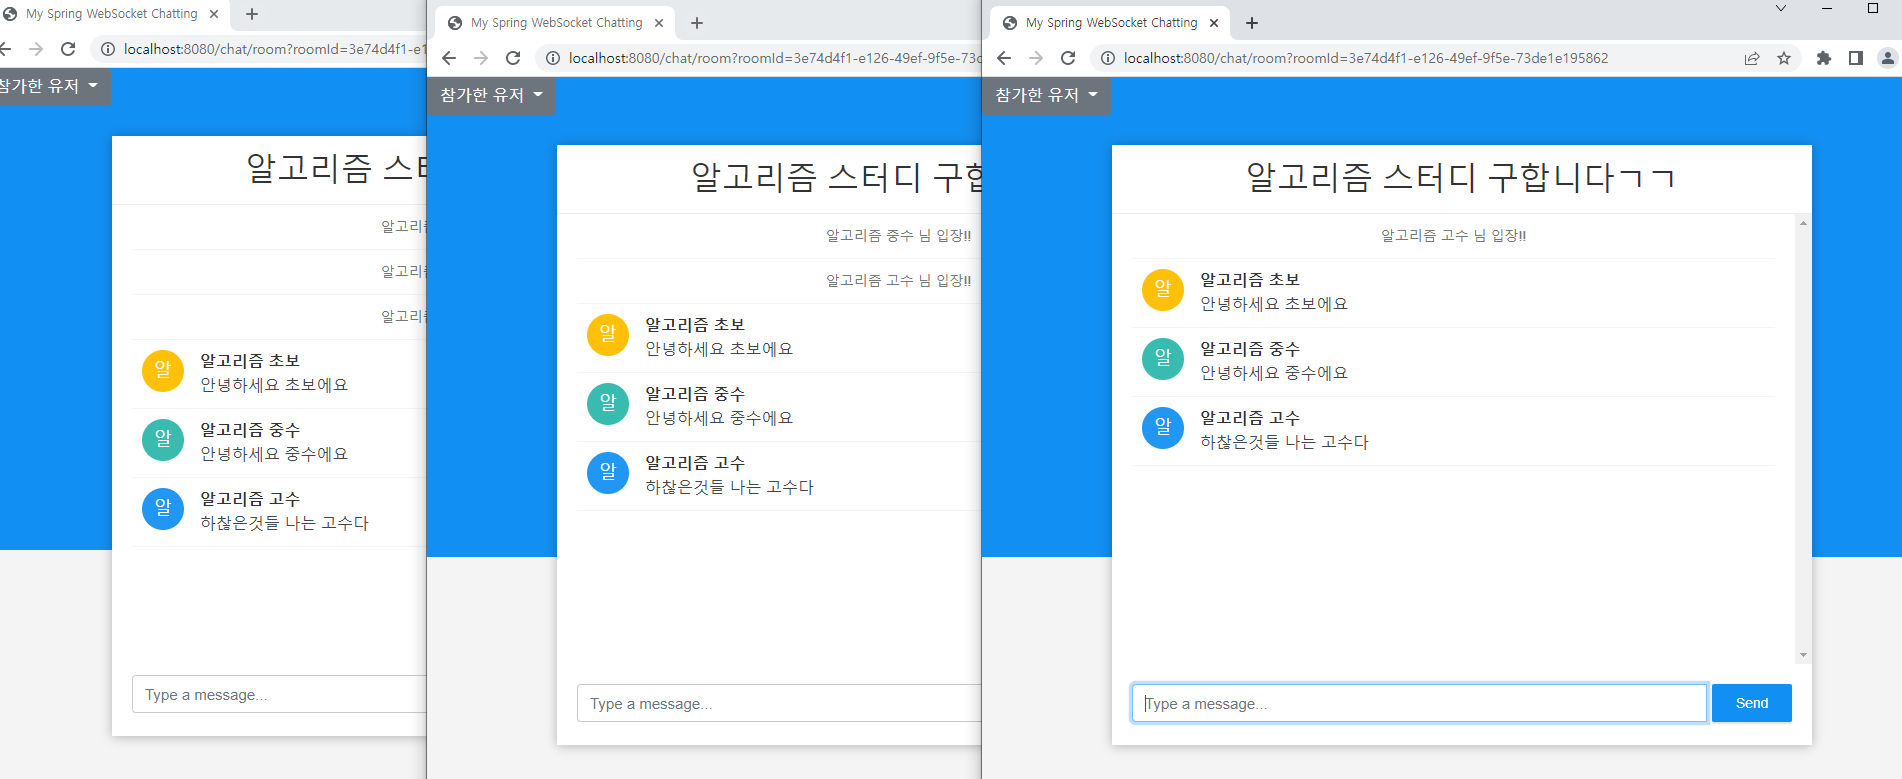 My Spring WebSocket Chatting
localhost:8080/chat/room?roomId=3e74d4f1-e1
참가한 유저
알고리즘
알고리
알고리
알고리
알
알고리즘 초보
안녕하세요 초보에요
알
알고리즘 중수
안녕하세요 중수에요
알
알고리즘 고수
하찮은것들 나는 고수다
Type a message...
My Spring WebSocket Chatting
localhost:8080/chat/room?roomId=3e74d4f1-e126-49ef-9f5e-73d
참가한 유저
알고리즘 스터디
알고리즘 중수 님 입장!!
알고리즘 고수 님 입장!!
알
알고리즘 초보
안녕하세요 초보에요
알
알고리즘 중수
안녕하세요 중수에요
알
알고리즘 고수
하찮은것들 나는 고수다
Type a message...
My Spring WebSocket Chatting
localhost:8080/chat/room?roomId=3e74d4f1-e126-49ef-9f5e-73de1e195862
참가한 유저
알고리즘 스터디 구합니다ㄱㄱ
알고리즘 고수 님 입장!!
알
알고리즘 초보
안녕하세요 초보에요
알
알고리즘 중수
안녕하세요 중수에요
알
알고리즘 고수
하찮은것들 나는 고수다
Type a message...
Send